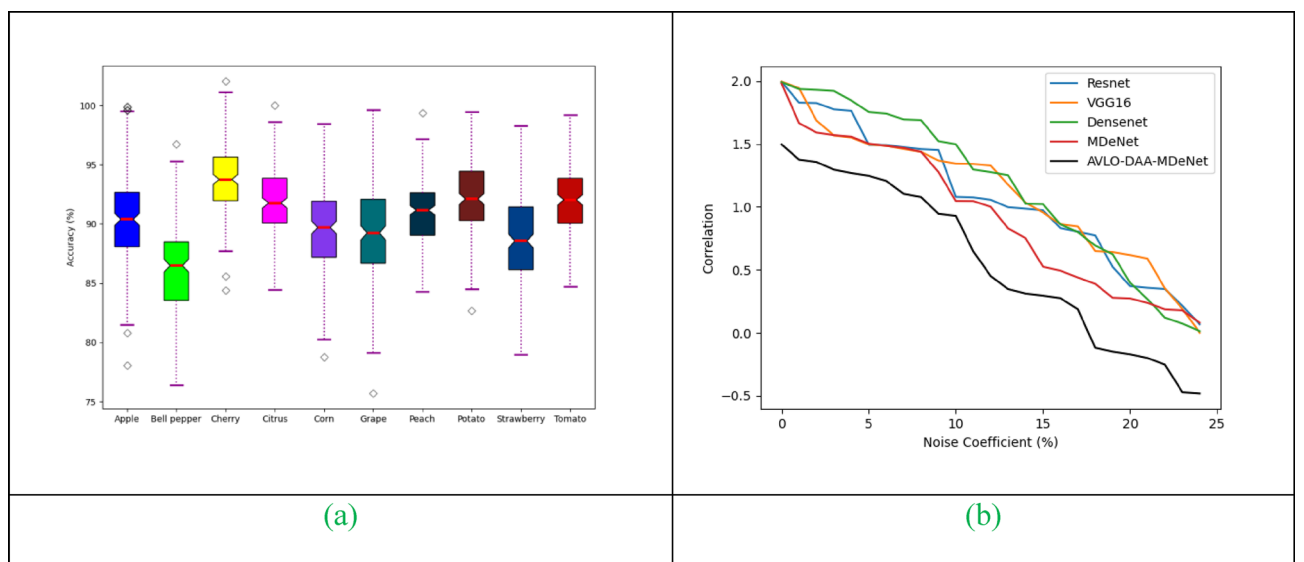 100
95
90
85
80
75
Accuracy (%)
Apple Bell pepper Cherry Citrus Corn Grape Peach Potato Strawberry Tomato
2.0
1.5
1.0
0.5
0.0
−0.5
Correlation
Resnet
VGG16
Densenet
MDeNet
AVLO-DAA-MDeNet
0 5 10 15 20 25
Noise Coefficient (%)
(a)
(b)